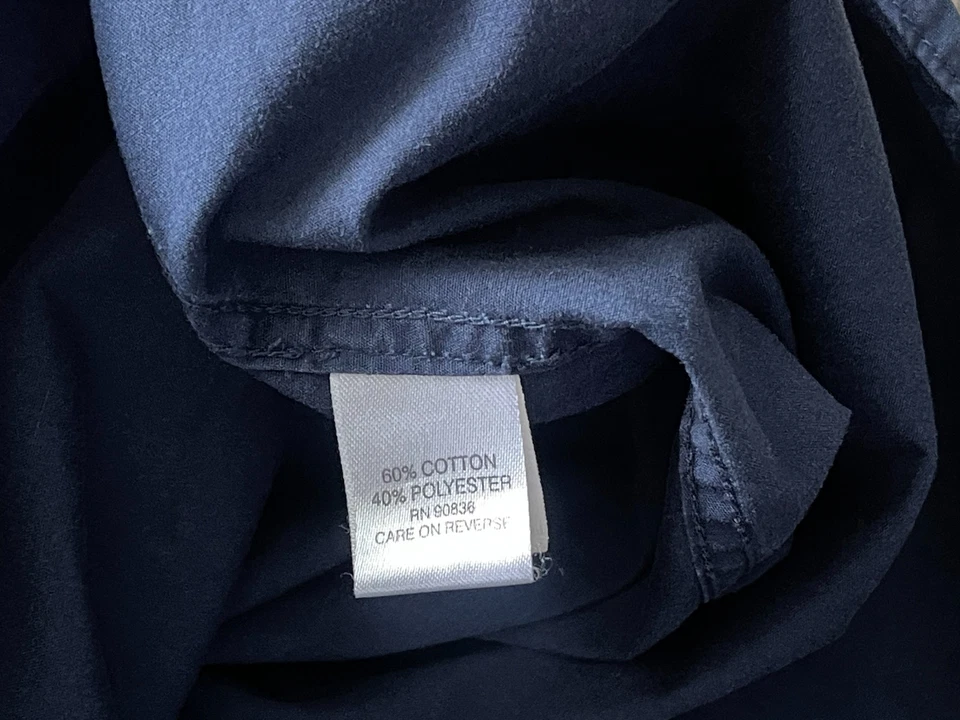 60% COTTON
40% POLYESTER
RN 90836
CARE ON REVERSE